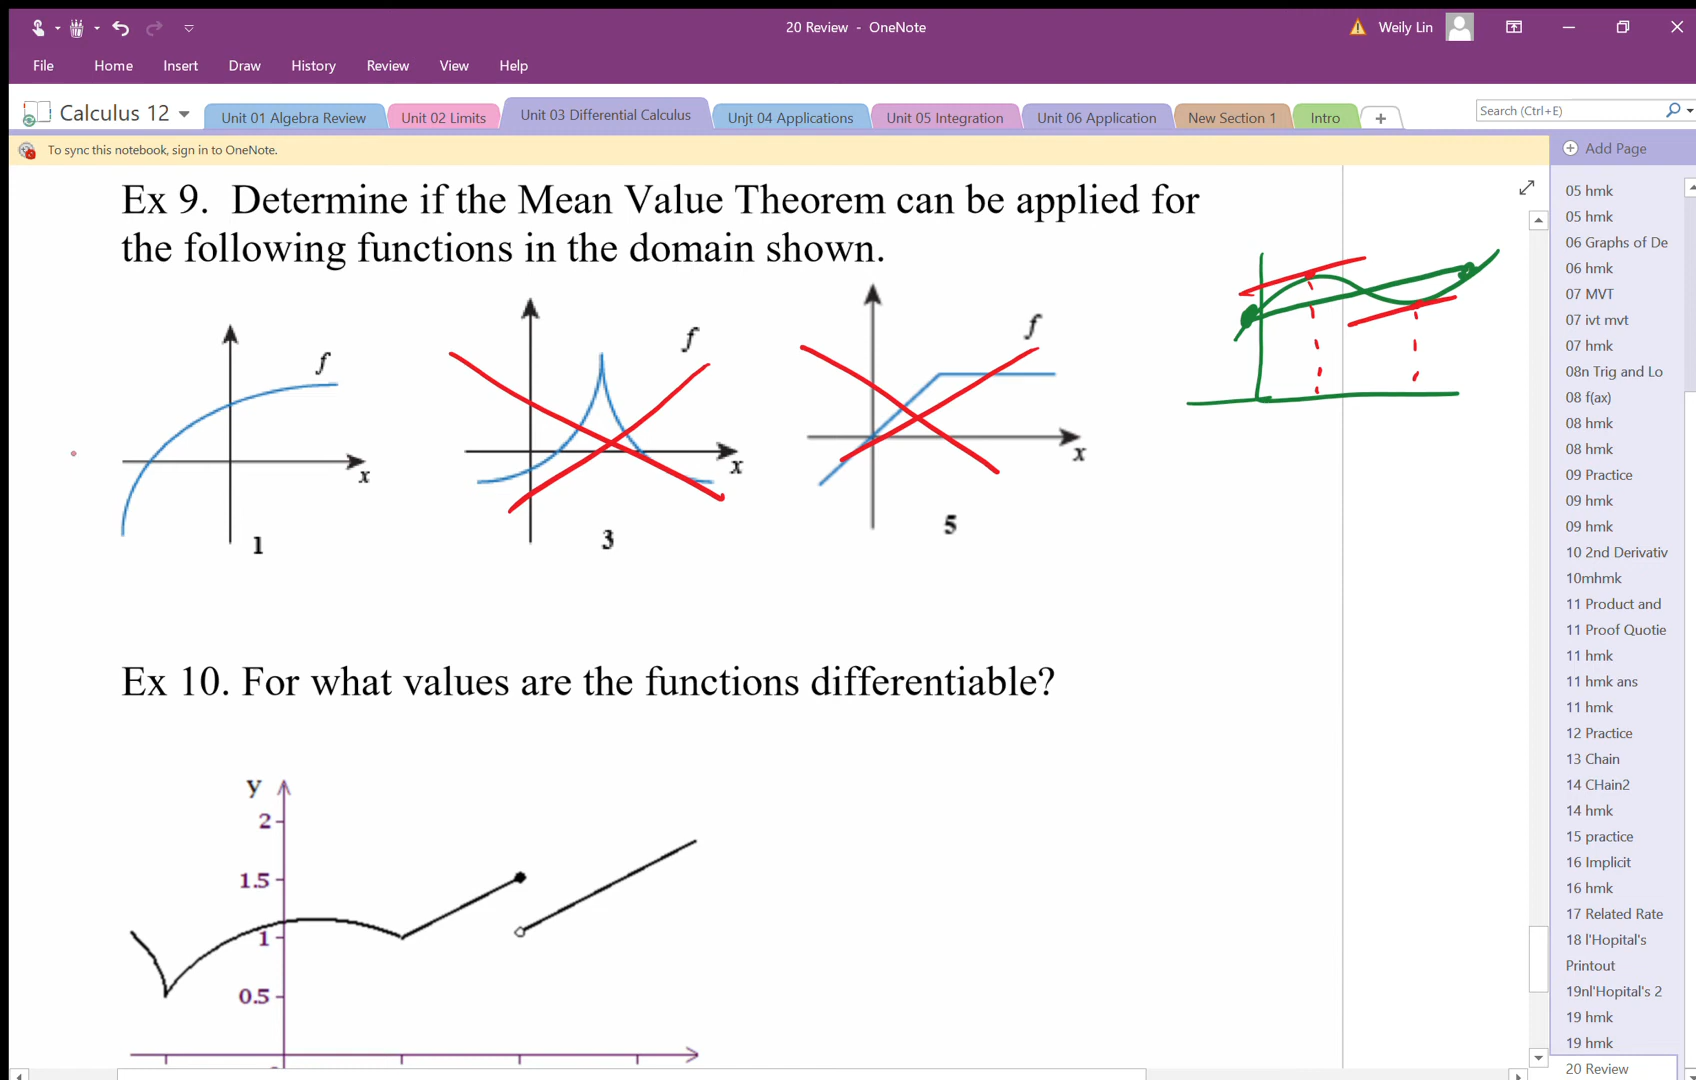 20 Review - OneNote
Weily Lin
File Home Insert Draw History Review View Help
Calculus 12
Unit 01 Algebra Review
Unit 02 Limits
Unit 03 Differential Calculus
Unjt 04 Applications
Unit 05 Integration
Unit 06 Application
New Section 1
Intro
+
Search (Ctrl+E)
To sync this notebook, sign in to OneNote.
Add Page
Ex 9. Determine if the Mean Value Theorem can be applied for
the following functions in the domain shown.
f
x
1
f
x
3
f
x
5
Ex 10. For what values are the functions differentiable?
y
2
1.5
1
0.5
05 hmk
05 hmk
06 Graphs of De
06 hmk
07 MVT
07 ivt mvt
07 hmk
08n Trig and Lo
08 f(ax)
08 hmk
08 hmk
09 Practice
09 hmk
09 hmk
10 2nd Derivativ
10mhmk
11 Product and
11 Proof Quotie
11 hmk
11 hmk ans
11 hmk
12 Practice
13 Chain
14 CHain2
14 hmk
15 practice
16 Implicit
16 hmk
17 Related Rate
18 l'Hopital's
Printout
19nl'Hopital's 2
19 hmk
19 hmk
20 Review